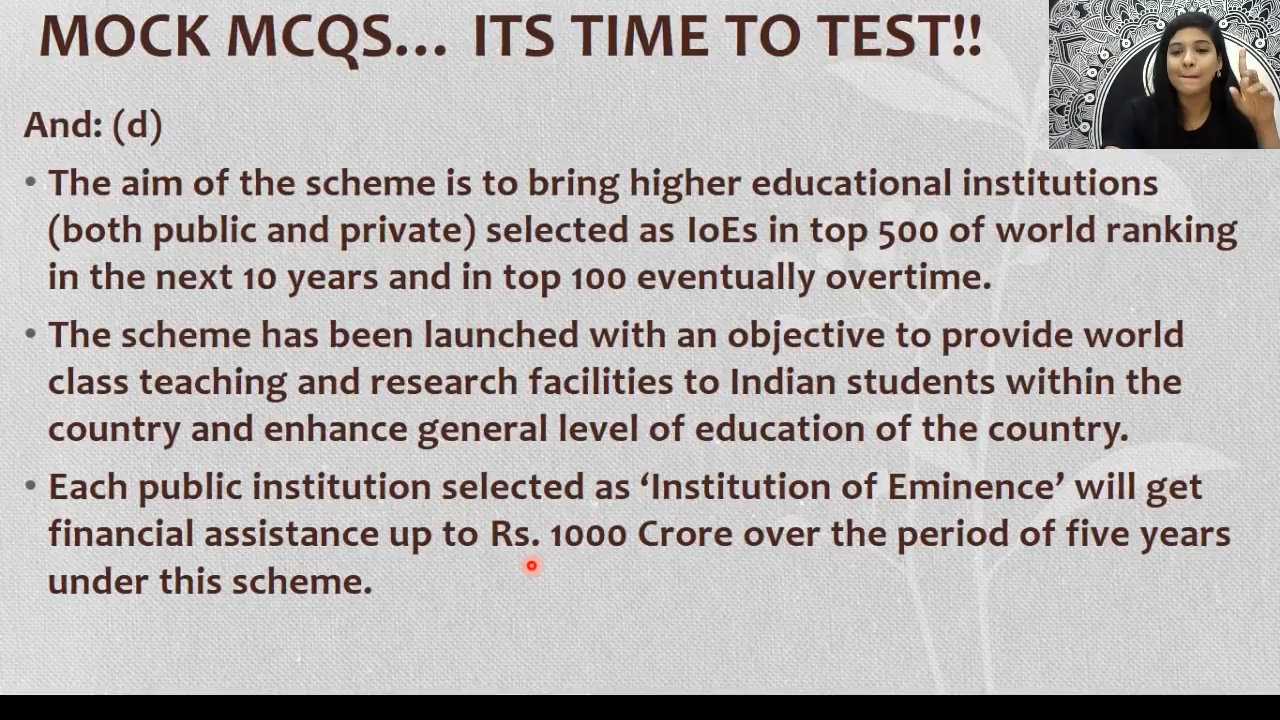 MOCK MCQS... ITS TIME TO TEST!!
And: (d)
• The aim of the scheme is to bring higher educational institutions
(both public and private) selected as IoEs in top 500 of world ranking
in the next 10 years and in top 100 eventually overtime.
• The scheme has been launched with an objective to provide world
class teaching and research facilities to Indian students within the
country and enhance general level of education of the country.
• Each public institution selected as ‘Institution of Eminence’ will get
financial assistance up to Rs. 1000 Crore over the period of five years
under this scheme.